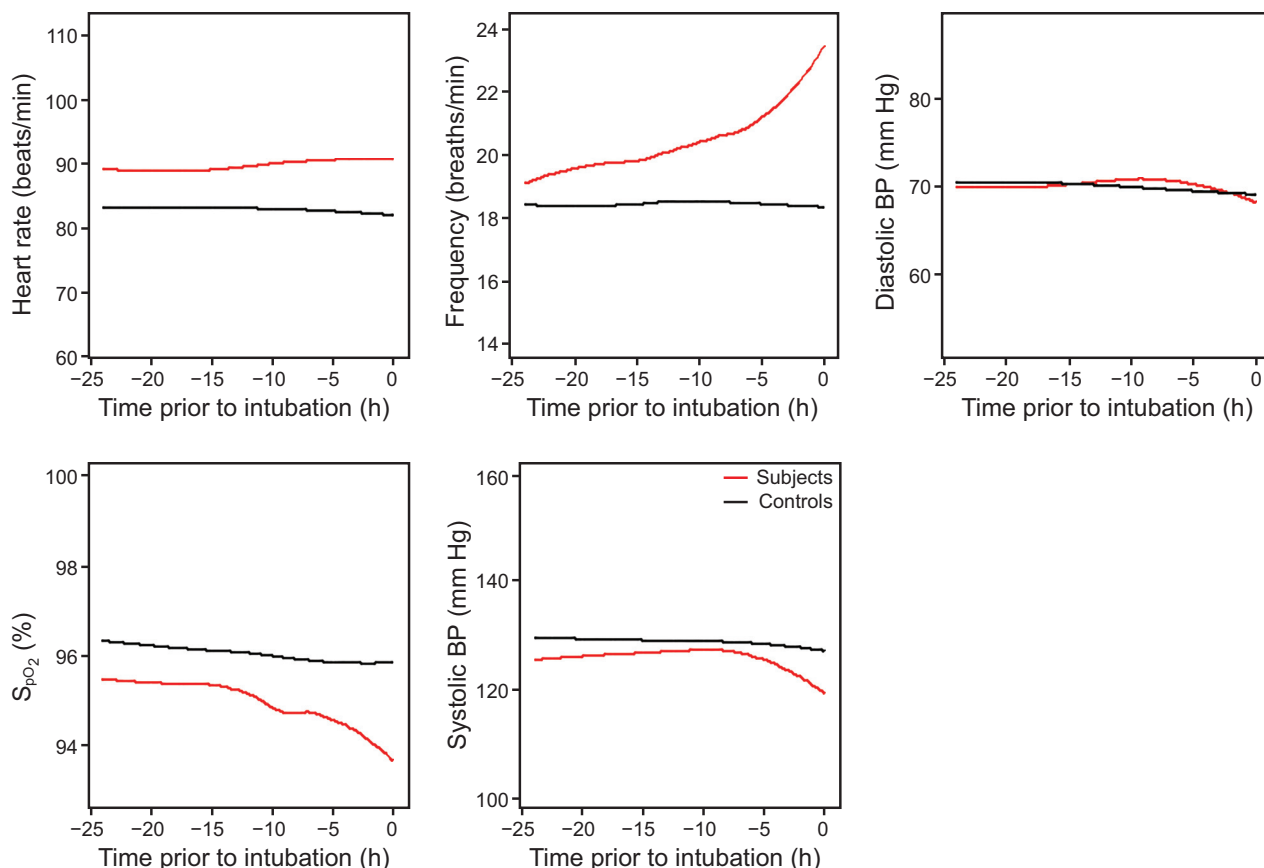 Heart rate (beats/min)
110
100
90
80
70
60
−25 −20 −15 −10 −5 0
Time prior to intubation (h)
Frequency (breaths/min)
24
22
20
18
16
14
−25 −20 −15 −10 −5 0
Time prior to intubation (h)
Diastolic BP (mm Hg)
80
70
60
−25 −20 −15 −10 −5 0
Time prior to intubation (h)
SpO2 (%)
100
98
96
94
−25 −20 −15 −10 −5 0
Time prior to intubation (h)
Systolic BP (mm Hg)
160
140
120
100
Subjects
Controls
−25 −20 −15 −10 −5 0
Time prior to intubation (h)